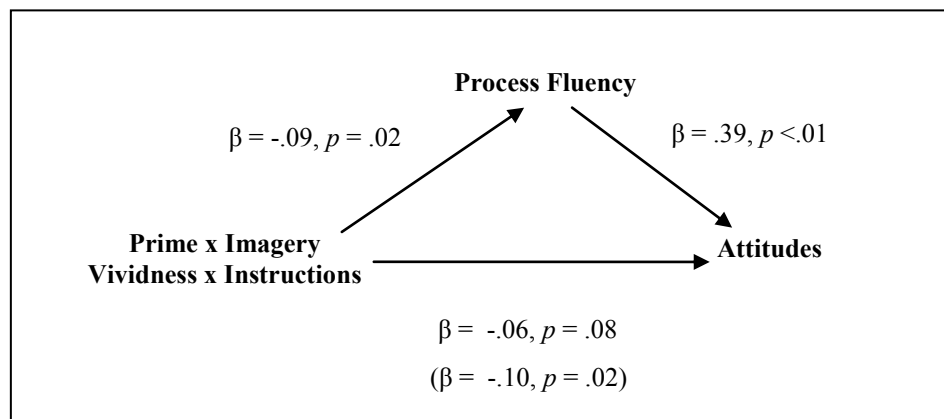 Process Fluency
β = -.09, p = .02
β = .39, p <.01
Prime x Imagery
Vividness x Instructions
Attitudes
β = -.06, p = .08
(β = -.10, p = .02)